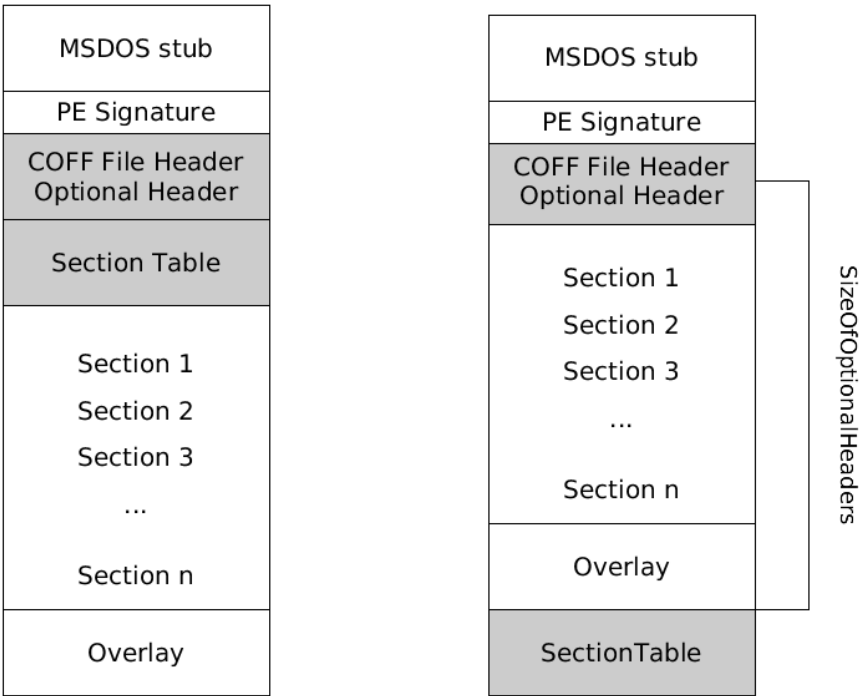 MSDOS stub
PE Signature
COFF File Header
Optional Header
Section Table
Section 1
Section 2
Section 3
...
Section n
Overlay
MSDOS stub
PE Signature
COFF File Header
Optional Header
Section 1
Section 2
Section 3
...
Section n
Overlay
SectionTable
SizeOfOptionalHeaders